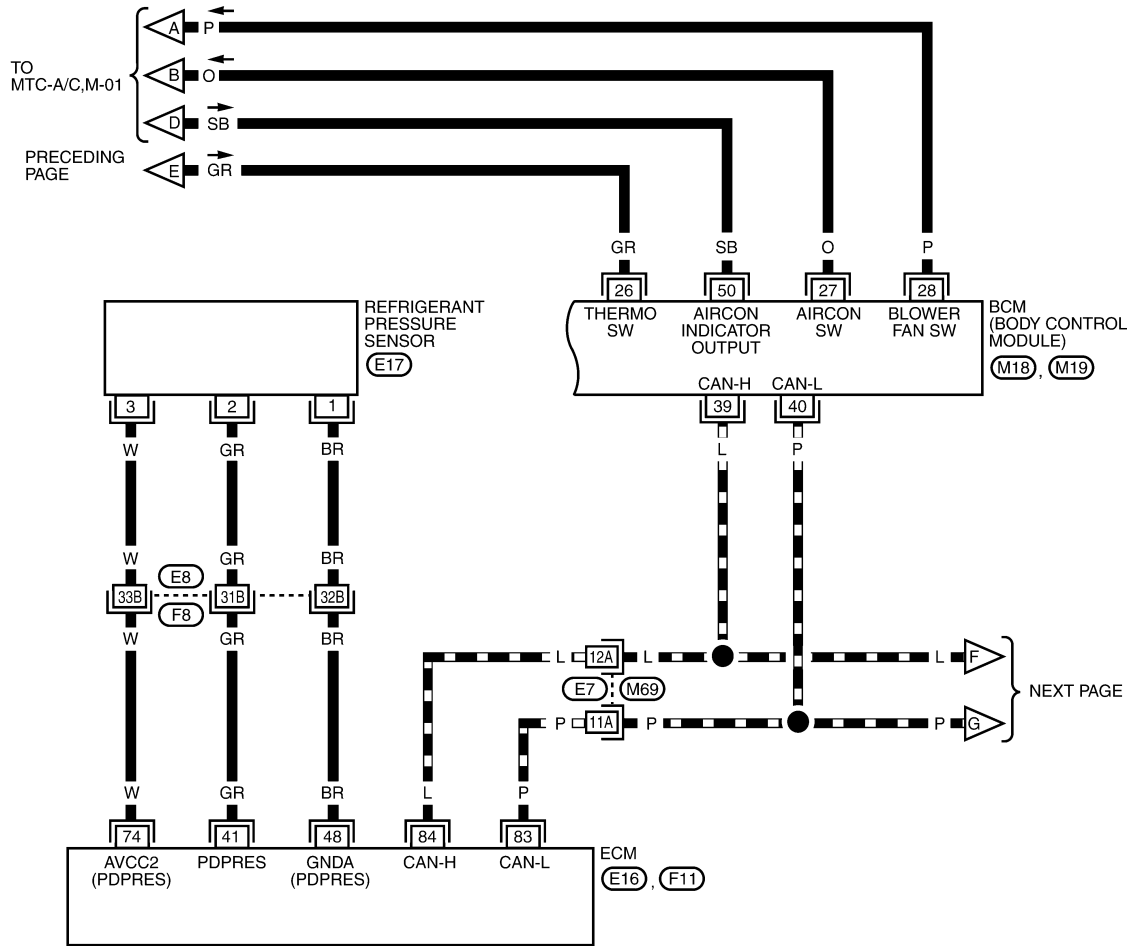 A P
TO
MTC-A/C,M-01
B O
D SB
PRECEDING
PAGE
E GR
GR SB O P
26 50 27 28
THERMO
SW
AIRCON
INDICATOR
OUTPUT
AIRCON
SW
BLOWER
FAN SW
BCM
(BODY CONTROL
MODULE)
M18 , M19
CAN-H CAN-L
39 40
L P
REFRIGERANT
PRESSURE
SENSOR
E17
3 2 1
W GR BR
W GR BR
E8
33B 31B 32B
F8
W GR BR
L 12A L L F
E7 M69
NEXT PAGE
P 11A P P G
W GR BR L P
74 41 48 84 83
AVCC2
(PDPRES)
PDPRES
GNDA
(PDPRES)
CAN-H
CAN-L
ECM
E16 , F11